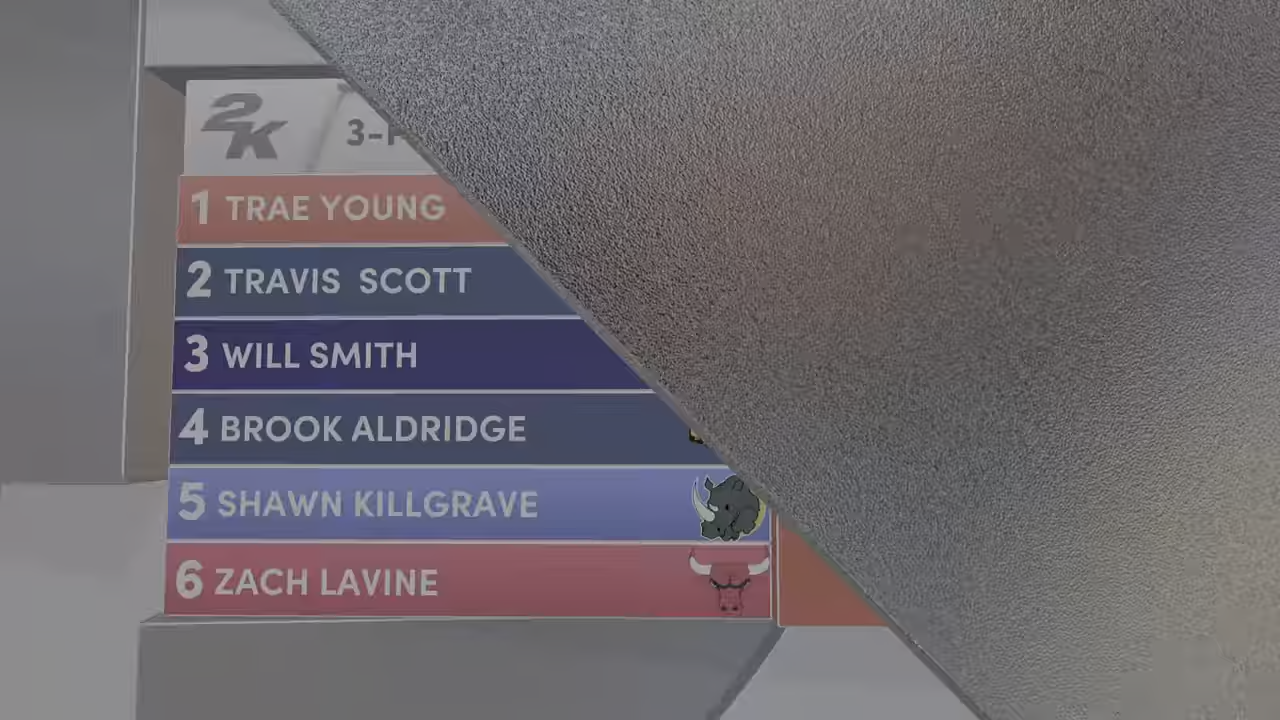 2K
3-P
1 TRAE YOUNG
2 TRAVIS SCOTT
3 WILL SMITH
4 BROOK ALDRIDGE
5 SHAWN KILLGRAVE
6 ZACH LAVINE